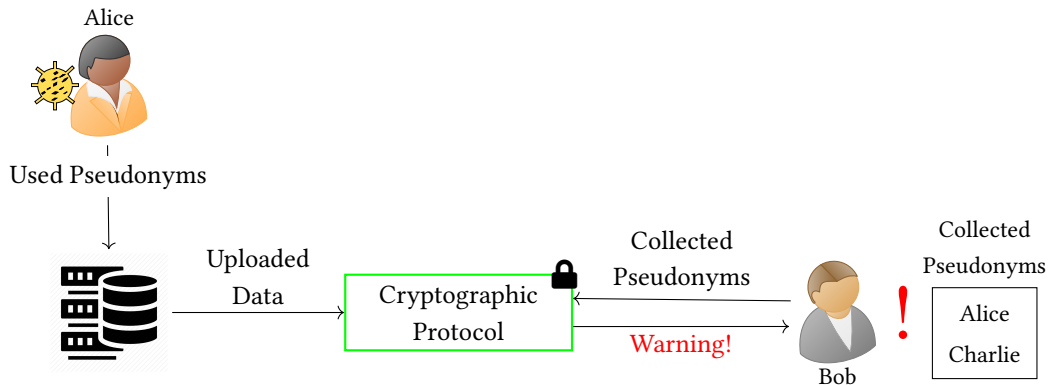 Alice
Used Pseudonyms
Uploaded
Data
Cryptographic
Protocol
Collected
Pseudonyms
Warning!
Bob
!
Collected
Pseudonyms
Alice
Charlie